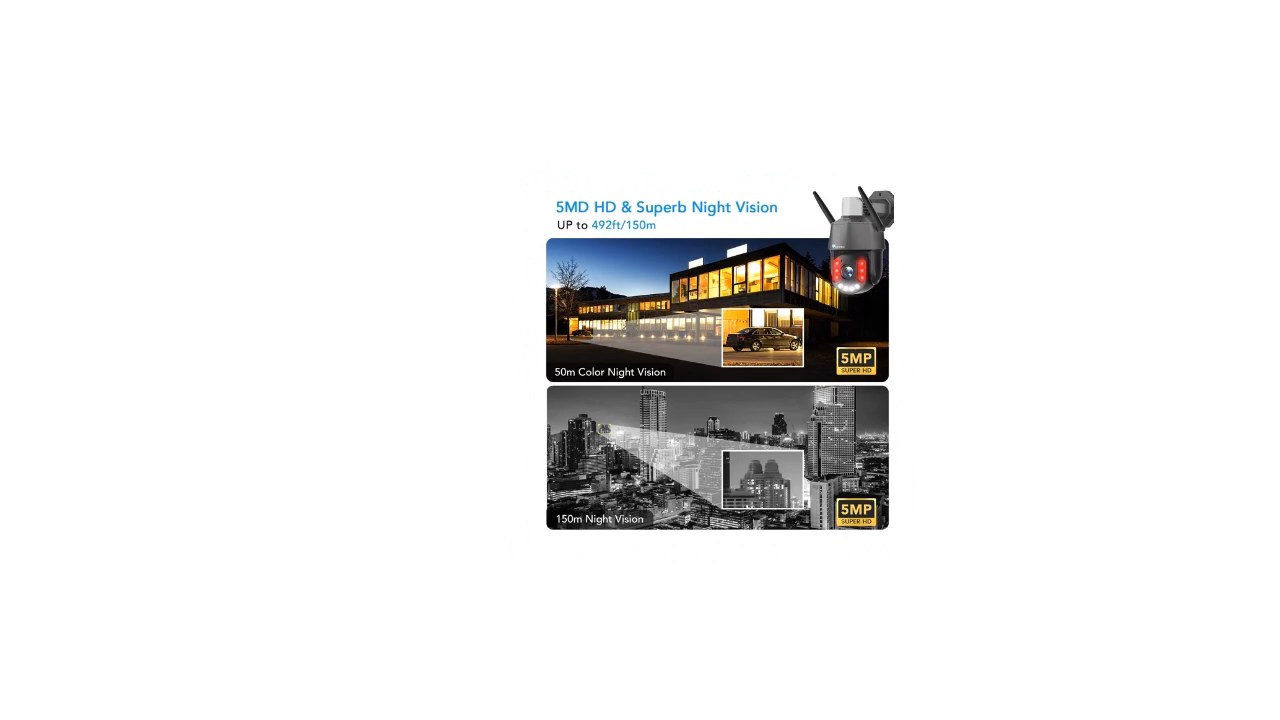 5MD HD & Superb Night Vision
UP to 492ft/150m
50m Color Night Vision
5MP
SUPER HD
150m Night Vision
5MP
SUPER HD